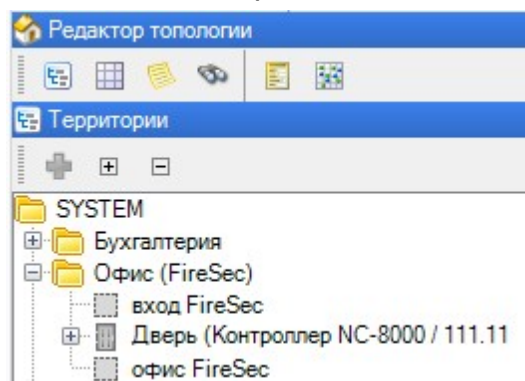 Редактор топологии
Территории
SYSTEM
Бухгалтерия
Офис (FireSec)
вход FireSec
Дверь (Контроллер NC-8000 / 111.11
офис FireSec